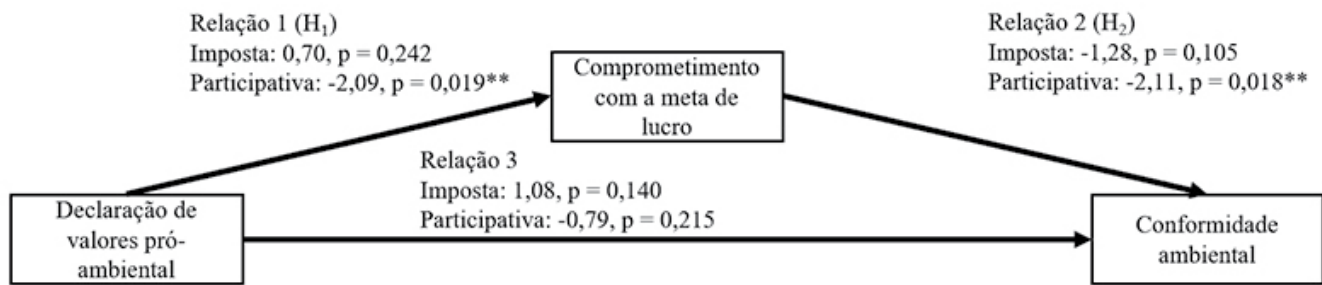 Relação 1 (H₁)
Imposta: 0,70, p = 0,242
Participativa: -2,09, p = 0,019**
Comprometimento
com a meta de
lucro
Relação 2 (H₂)
Imposta: -1,28, p = 0,105
Participativa: -2,11, p = 0,018**
Relação 3
Imposta: 1,08, p = 0,140
Participativa: -0,79, p = 0,215
Declaração de
valores pró-
ambiental
Conformidade
ambiental